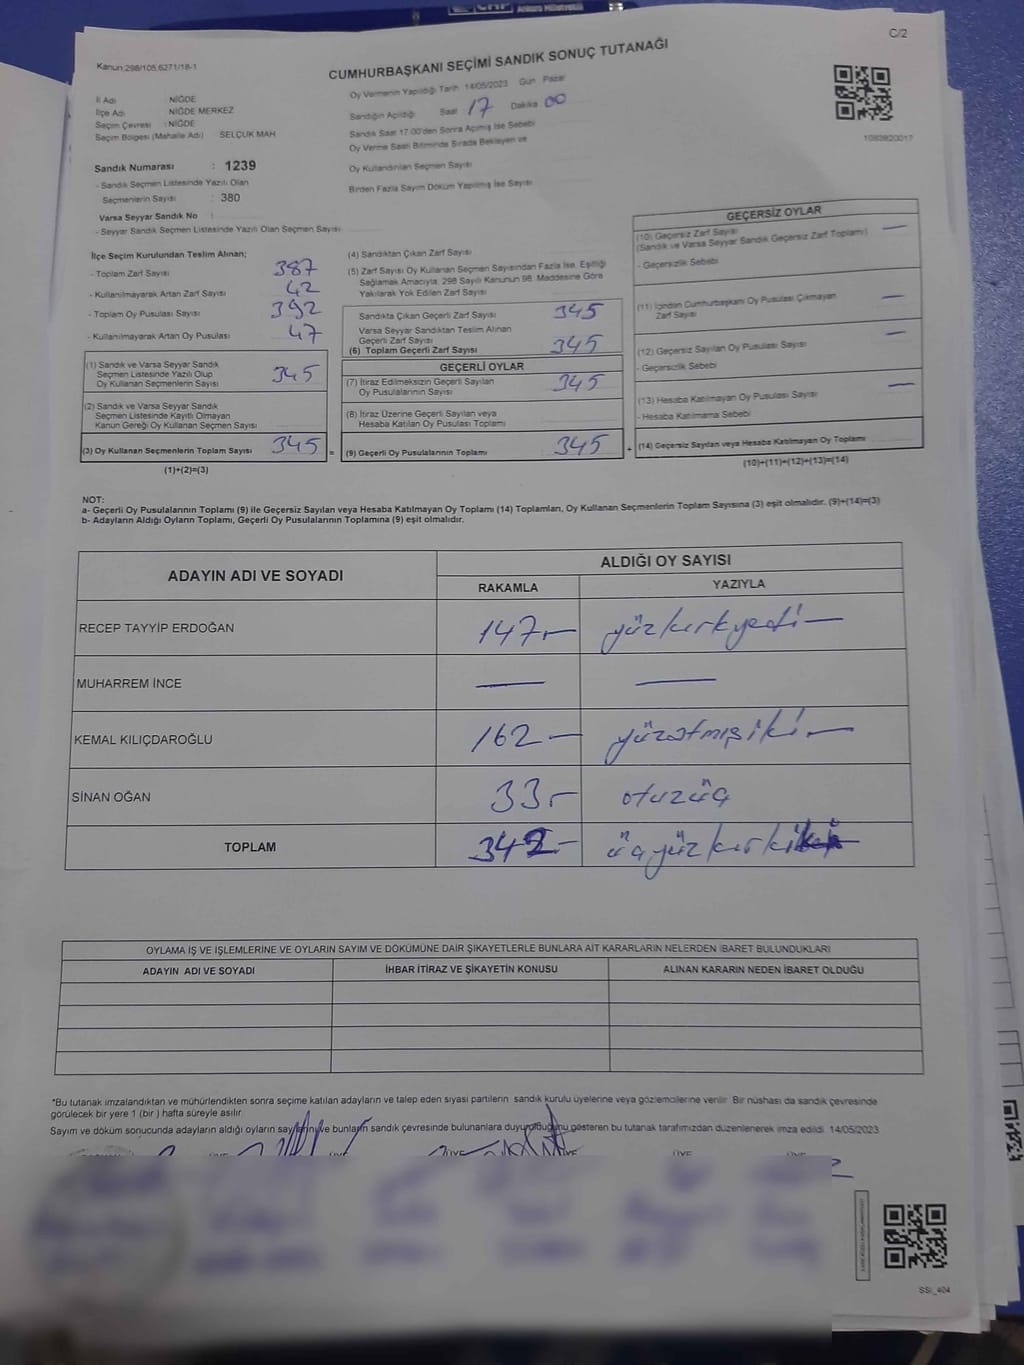 CHP Ankara Milletvekili
C/2
Kanun:298/105,6271/18-1
CUMHURBAŞKANI SEÇİMİ SANDIK SONUÇ TUTANAĞI
İl Adı : NİĞDE
İlçe Adı : NİĞDE MERKEZ
Seçim Çevresi : NİĞDE
Seçim Bölgesi (Mahalle Adı) SELÇUK MAH
Oy Vermenin Yapıldığı Tarih 14/05/2023 Gün Pazar
Sandığın Açıldığı Saat 17 Dakika 00
Sandık Saat 17.00'den Sonra Açımış İse Sebebi
Oy Verme Saati Bitiminde Sırada Bekleyen ve
Oy Kullandırılan Seçmen Sayısı
Birden Fazla Sayım Döküm Yapılmış İse Sayısı
1083820017
Sandık Numarası : 1239
- Sandık Seçmen Listesinde Yazılı Olan
Seçmenlerin Sayısı : 380
Varsa Seyyar Sandık No :
- Seyyar Sandık Seçmen Listesinde Yazılı Olan Seçmen Sayısı
İlçe Seçim Kurulundan Teslim Alınan;
- Toplam Zarf Sayısı 387
- Kullanılmayarak Artan Zarf Sayısı 42
- Toplam Oy Pusulası Sayısı 392
- Kullanılmayarak Artan Oy Pusulası 47
(1) Sandık ve Varsa Seyyar Sandık
Seçmen Listesinde Yazılı Olup
Oy Kullanan Seçmenlerin Sayısı 345
(2) Sandık ve Varsa Seyyar Sandık
Seçmen Listesinde Kayıtlı Olmayan
Kanun Gereği Oy Kullanan Seçmen Sayısı
(3) Oy Kullanan Seçmenlerin Toplam Sayısı 345 =
(1)+(2)=(3)
(4) Sandıktan Çıkan Zarf Sayısı
(5) Zarf Sayısı Oy Kullanan Seçmen Sayısından Fazla İse, Eşitliği
Sağlamak Amacıyla, 298 Sayılı Kanunun 98. Maddesine Göre
Yakılarak Yok Edilen Zarf Sayısı
Sandıkta Çıkan Geçerli Zarf Sayısı 345
Varsa Seyyar Sandıktan Teslim Alınan
Geçerli Zarf Sayısı
(6) Toplam Geçerli Zarf Sayısı 345
GEÇERLİ OYLAR
(7) İtiraz Edilmeksizin Geçerli Sayılan
Oy Pusulalarının Sayısı 345
(8) İtiraz Üzerine Geçerli Sayılan veya
Hesaba Katılan Oy Pusulası Toplamı
(9) Geçerli Oy Pusulalarının Toplamı 345 +
GEÇERSİZ OYLAR
(10) Geçersiz Zarf Sayısı —
(Sandık ve Varsa Seyyar Sandık Geçersiz Zarf Toplamı)
- Geçersizlik Sebebi
(11) İçinden Cumhurbaşkanı Oy Pusulası Çıkmayan —
Zarf Sayısı
(12) Geçersiz Sayılan Oy Pusulası Sayısı —
- Geçersizlik Sebebi
(13) Hesaba Katılmayan Oy Pusulası Sayısı —
- Hesaba Katılmama Sebebi
(14) Geçersiz Sayılan veya Hesaba Katılmayan Oy Toplamı
(10)+(11)+(12)+(13)=(14)
NOT:
a- Geçerli Oy Pusulalarının Toplamı (9) ile Geçersiz Sayılan veya Hesaba Katılmayan Oy Toplamı (14) Toplamları, Oy Kullanan Seçmenlerin Toplam Sayısına (3) eşit olmalıdır. (9)+(14)=(3)
b- Adayların Aldığı Oyların Toplamı, Geçerli Oy Pusulalarının Toplamına (9) eşit olmalıdır.
ADAYIN ADI VE SOYADI ALDIĞI OY SAYISI
RAKAMLA YAZIYLA
RECEP TAYYİP ERDOĞAN 147— yüzkırkyedi—
MUHARREM İNCE — —
KEMAL KILIÇDAROĞLU 162— yüzatmışiki—
SİNAN OĞAN 33— otuzüç
TOPLAM 342— üçyüzkırkiki
OYLAMA İŞ VE İŞLEMLERİNE VE OYLARIN SAYIM VE DÖKÜMÜNE DAİR ŞİKAYETLERLE BUNLARA AİT KARARLARIN NELERDEN İBARET BULUNDUKLARI
ADAYIN ADI VE SOYADI İHBAR İTİRAZ VE ŞİKAYETİN KONUSU ALINAN KARARIN NEDEN İBARET OLDUĞU
*Bu tutanak imzalandıktan ve mühürlendikten sonra seçime katılan adayların ve talep eden siyasi partilerin sandık kurulu üyelerine veya gözlemcilerine verilir. Bir nüshası da sandık çevresinde
görülecek bir yere 1 (bir) hafta süreyle asılır.
Sayım ve döküm sonucunda adayların aldığı oyların sayılarını ve bunların sandık çevresinde bulunanlara duyurulduğunu gösteren bu tutanak tarafımızdan düzenlenerek imza edildi. 14/05/2023
ÜYE ÜYE ÜYE ÜYE ÜYE ÜYE
SSI_404